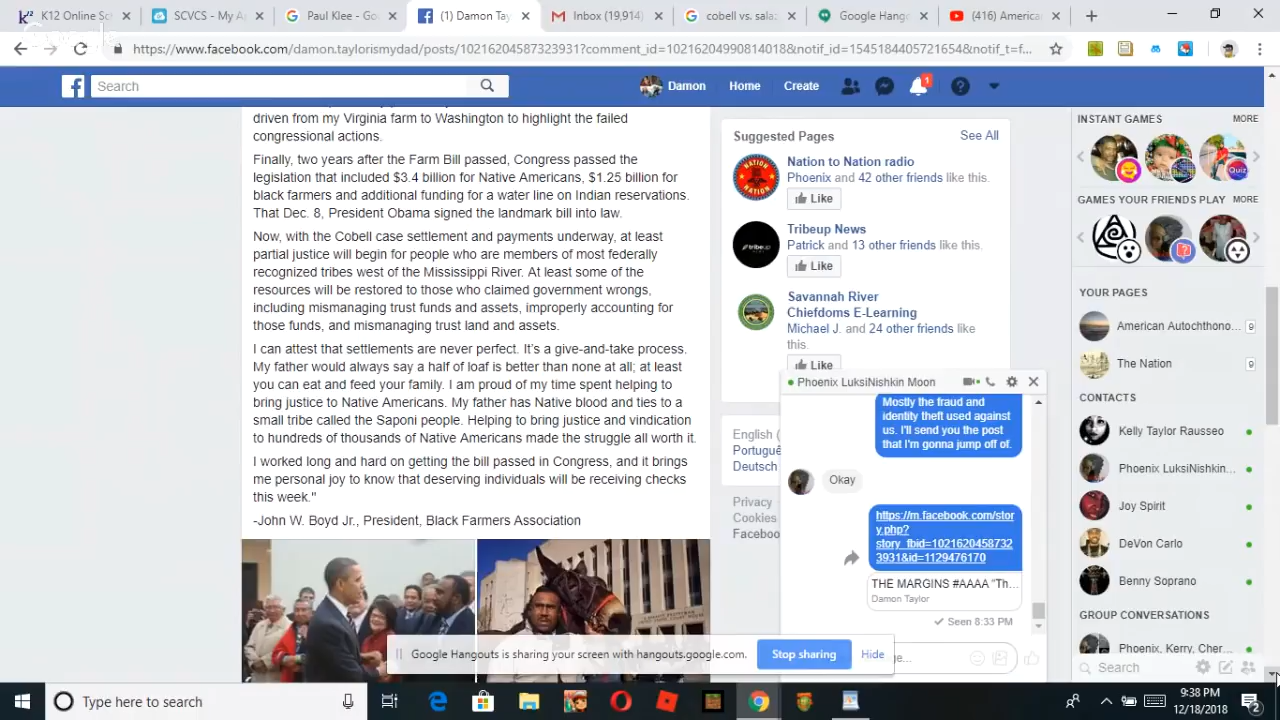 K12 Online Sch
SCVCS - My A
Paul Klee - Goo
(1) Damon Tay
Inbox (19,914)
cobell vs. sala
Google Hang
(416) America
https://www.facebook.com/damon.taylorismydad/posts/10216204587323931?comment_id=10216204990814018&notif_id=1545184405721654&notif_t=f...
Search
Damon
Home
Create
1
driven from my Virginia farm to Washington to highlight the failed
congressional actions.
Finally, two years after the Farm Bill passed, Congress passed the
legislation that included $3.4 billion for Native Americans, $1.25 billion for
black farmers and additional funding for a water line on Indian reservations.
That Dec. 8, President Obama signed the landmark bill into law.
Now, with the Cobell case settlement and payments underway, at least
partial justice will begin for people who are members of most federally
recognized tribes west of the Mississippi River. At least some of the
resources will be restored to those who claimed government wrongs,
including mismanaging trust funds and assets, improperly accounting for
those funds, and mismanaging trust land and assets.
I can attest that settlements are never perfect. It's a give-and-take process.
My father would always say a half of loaf is better than none at all; at least
you can eat and feed your family. I am proud of my time spent helping to
bring justice to Native Americans. My father has Native blood and ties to a
small tribe called the Saponi people. Helping to bring justice and vindication
to hundreds of thousands of Native Americans made the struggle all worth it.
I worked long and hard on getting the bill passed in Congress, and it brings
me personal joy to know that deserving individuals will be receiving checks
this week."
-John W. Boyd Jr., President, Black Farmers Association
Suggested Pages
See All
Nation to Nation radio
Phoenix and 42 other friends like this.
Like
Tribeup News
Patrick and 13 other friends like this.
Like
Savannah River
Chiefdoms E-Learning
Michael J. and 24 other friends like
this.
Like
English (
Portuguê
Deutsch
Privacy
Cookies
Faceboo
Phoenix LuksiNishkin Moon
Mostly the fraud and
identity theft used against
us. I'll send you the post
that I'm gonna jump off of.
Okay
https://m.facebook.com/stor
y.php?
story_fbid=1021620458732
3931&id=1129476170
THE MARGINS #AAAA "Th...
Damon Taylor
Seen 8:33 PM
ge...
INSTANT GAMES
MORE
Quiz
GAMES YOUR FRIENDS PLAY
MORE
YOUR PAGES
American Autochthono...
9
The Nation
9
CONTACTS
Kelly Taylor Rausseo
Phoenix LuksiNishkin...
Joy Spirit
DeVon Carlo
Benny Soprano
GROUP CONVERSATIONS
Phoenix, Kerry, Cher...
Search
Google Hangouts is sharing your screen with hangouts.google.com.
Stop sharing
Hide
Type here to search
9:38 PM
12/18/2018
2